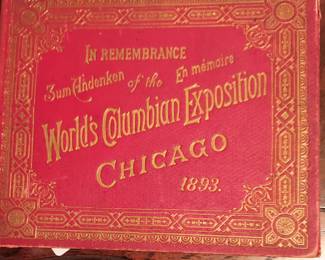 IN REMEMBRANCE
Zum Andenken of the En mémoire
World's Columbian Exposition
CHICAGO
1893.